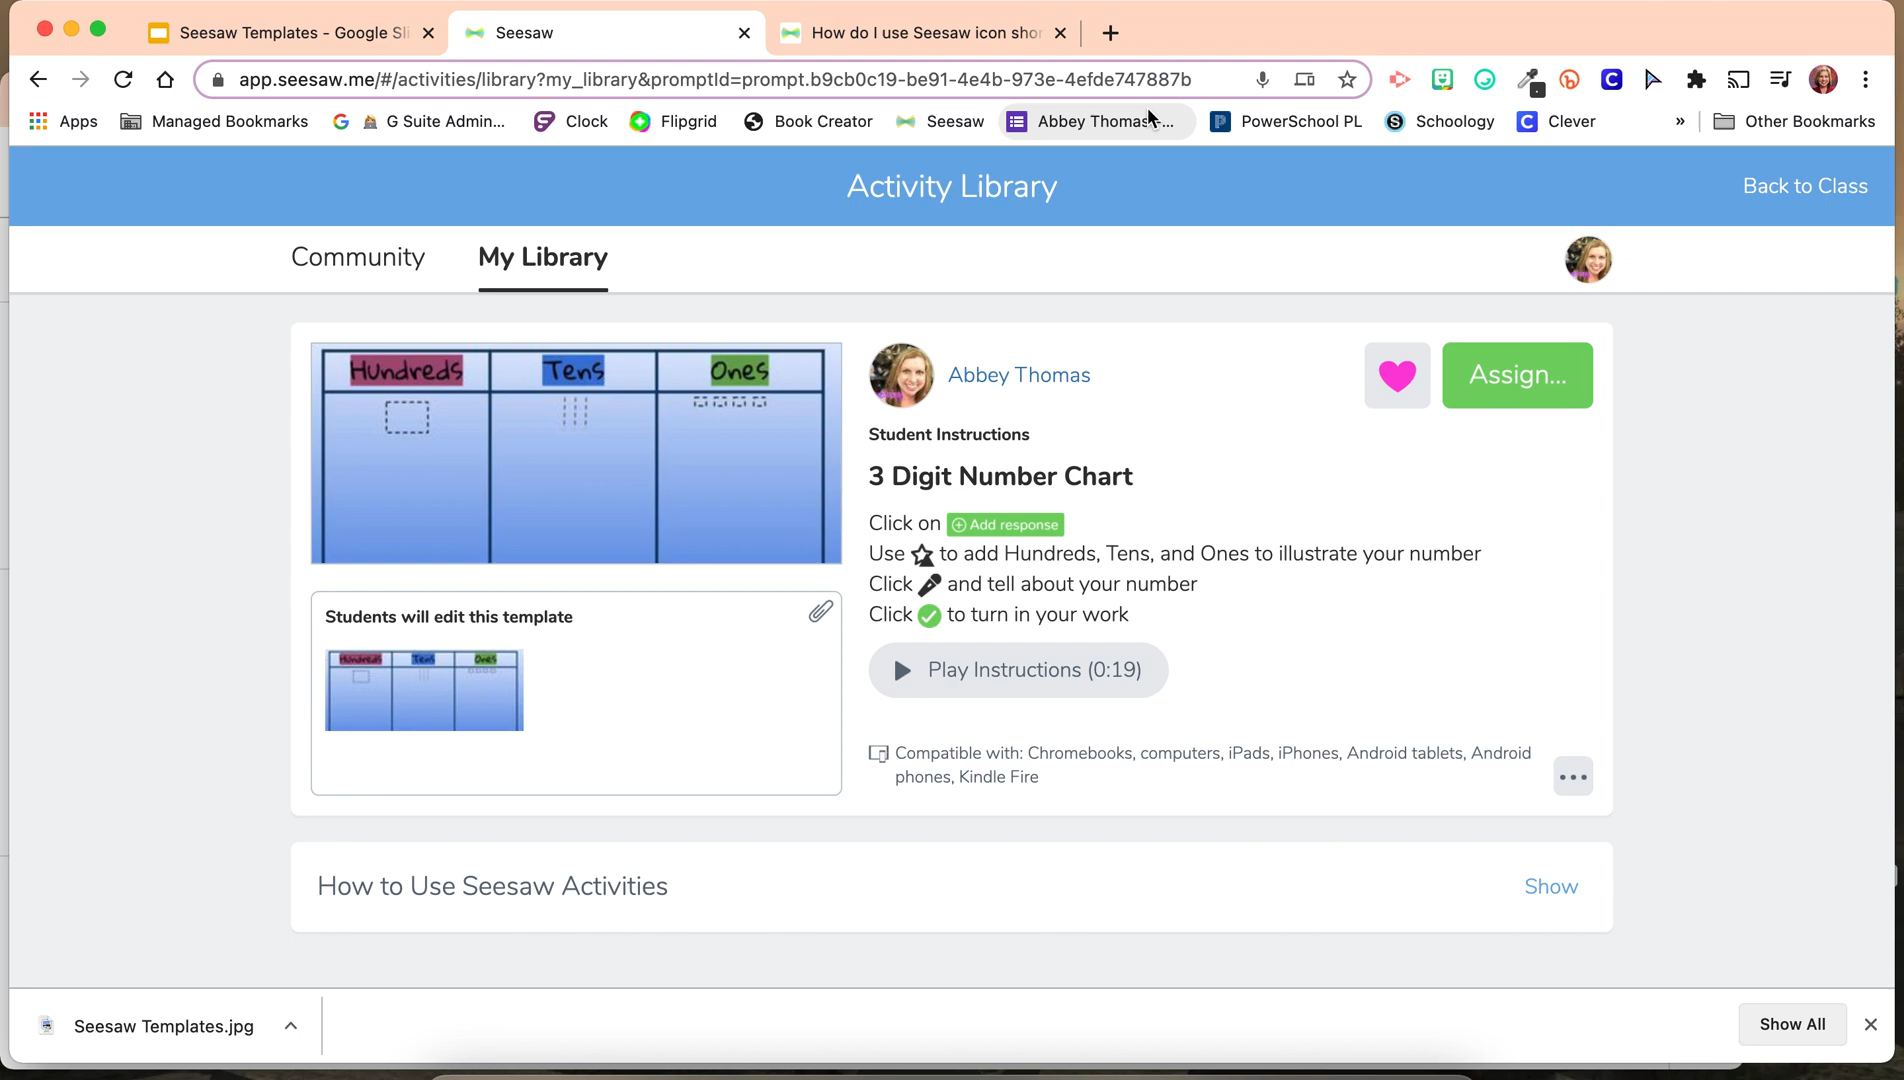 Seesaw Templates - Google Sli
Seesaw
How do I use Seesaw icon shor
app.seesaw.me/#/activities/library?my_library&promptId=prompt.b9cb0c19-be91-4e4b-973e-4efde747887b
Apps
Managed Bookmarks
G Suite Admin...
Clock
Flipgrid
Book Creator
Seesaw
Abbey Thomas -...
PowerSchool PL
Schoology
Clever
»
Other Bookmarks
Activity Library
Back to Class
Community
My Library
Hundreds
Tens
Ones
Abbey Thomas
Assign...
Student Instructions
3 Digit Number Chart
Click on Add response
Use to add Hundreds, Tens, and Ones to illustrate your number
Click and tell about your number
Click to turn in your work
Students will edit this template
Hundreds
Tens
Ones
Play Instructions (0:19)
Compatible with: Chromebooks, computers, iPads, iPhones, Android tablets, Android
phones, Kindle Fire
How to Use Seesaw Activities
Show
Seesaw Templates.jpg
Show All